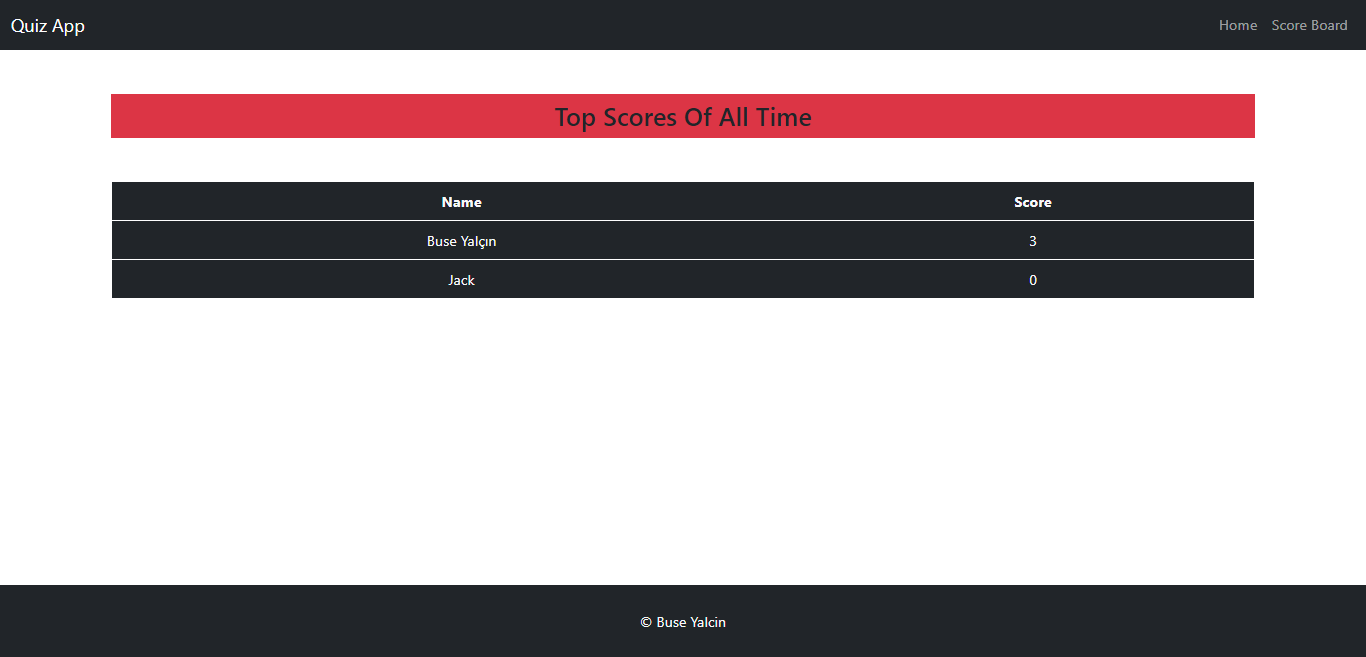 Quiz App Home Score Board
Top Scores Of All Time
Name Score
Buse Yalçın 3
Jack 0
© Buse Yalcin